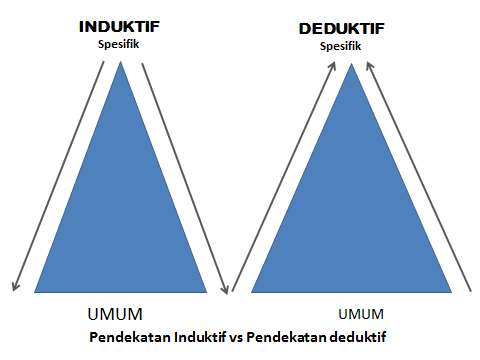 INDUKTIF
Spesifik
DEDUKTIF
Spesifik
UMUM
UMUM
Pendekatan Induktif vs Pendekatan deduktif